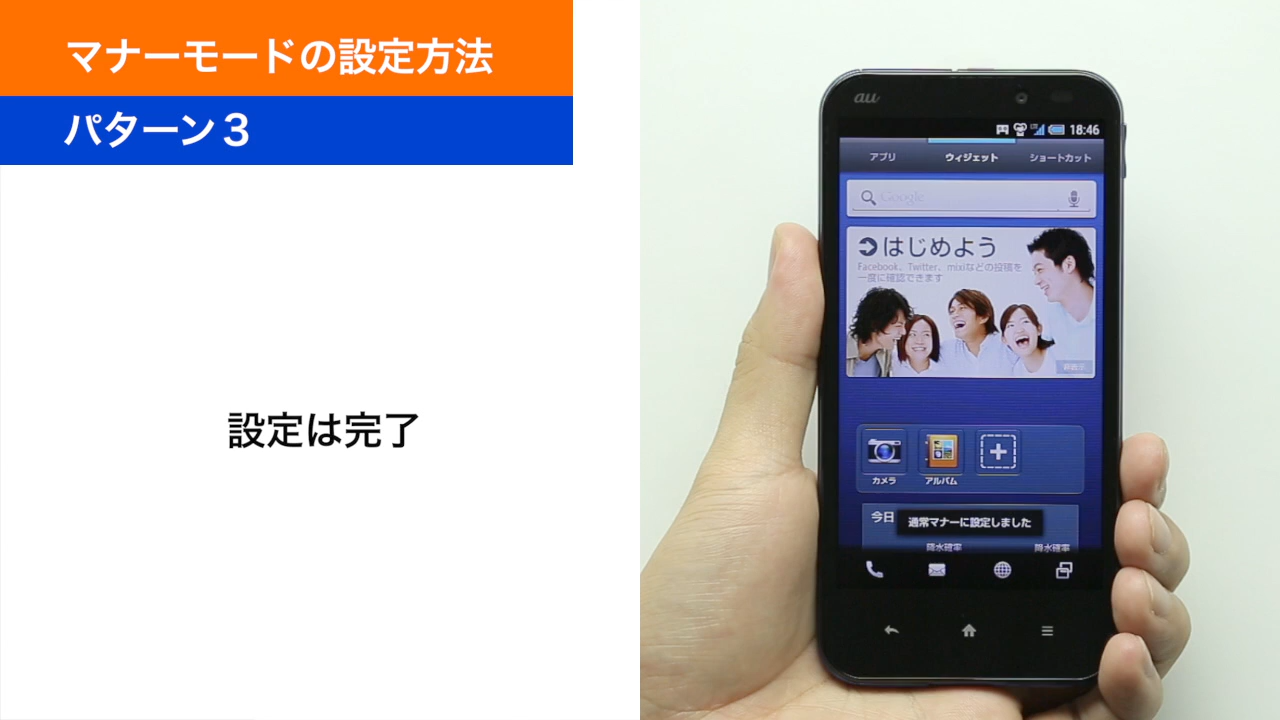 マナーモードの設定方法
パターン３
設定は完了
au
LTE 18:46
アプリ ウィジェット ショートカット
Google
はじめよう
Facebook、Twitter、mixiなどの投稿を
一度に確認できます
非表示
カメラ アルバム
今日
通常マナーに設定しました
降水確率 降水確率